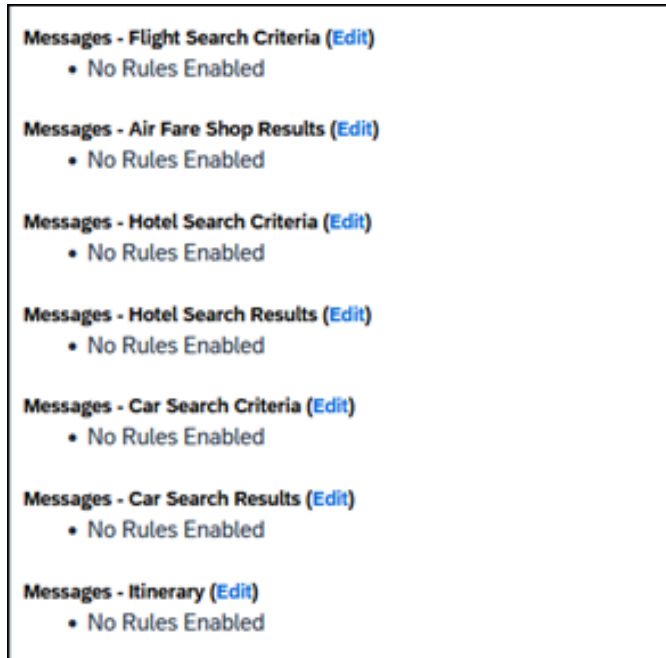 Messages - Flight Search Criteria (Edit)
• No Rules Enabled
Messages - Air Fare Shop Results (Edit)
• No Rules Enabled
Messages - Hotel Search Criteria (Edit)
• No Rules Enabled
Messages - Hotel Search Results (Edit)
• No Rules Enabled
Messages - Car Search Criteria (Edit)
• No Rules Enabled
Messages - Car Search Results (Edit)
• No Rules Enabled
Messages - Itinerary (Edit)
• No Rules Enabled